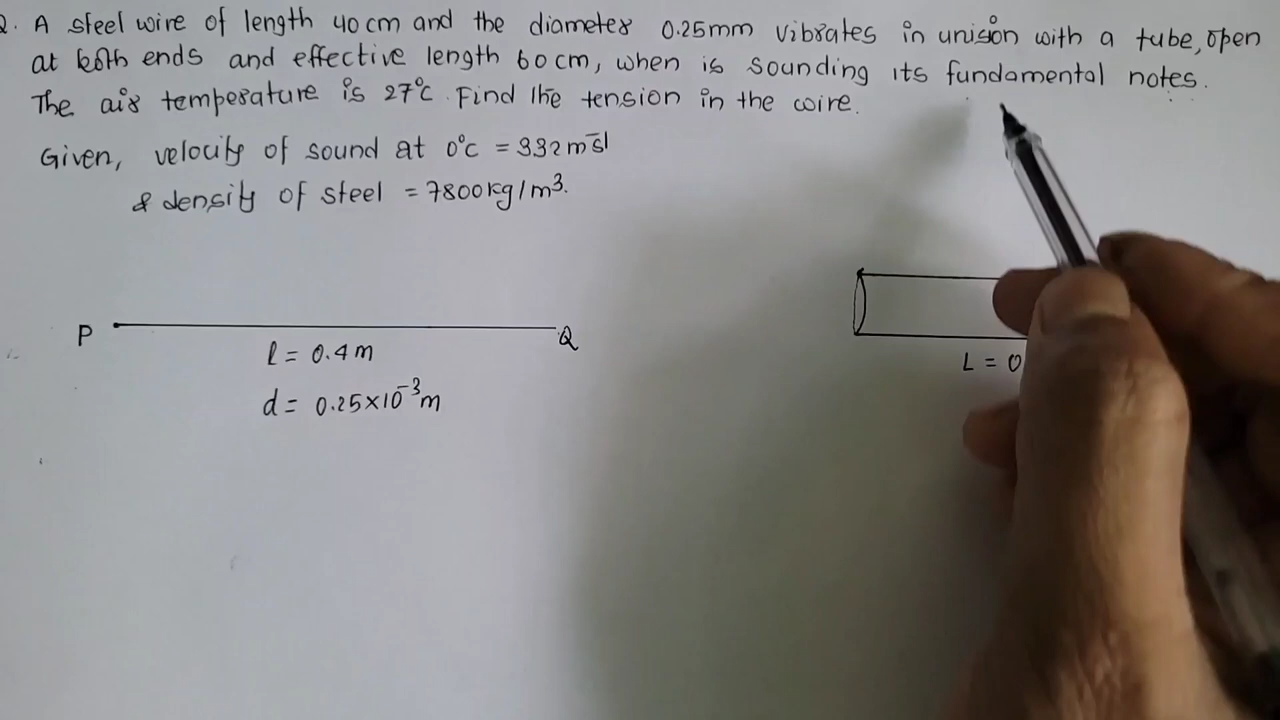 2. A steel wire of length 40 cm and the diameter 0.25mm vibrates in unison with a tube, open
at both ends and effective length 60 cm, when is sounding its fundamental notes.
The air temperature is 27°C. Find the tension in the wire.
Given, velocity of sound at 0°C = 332 ms⁻¹
& density of steel = 7800 kg/m³.
P Q
l = 0.4 m
L = 0
d = 0.25×10⁻³ m